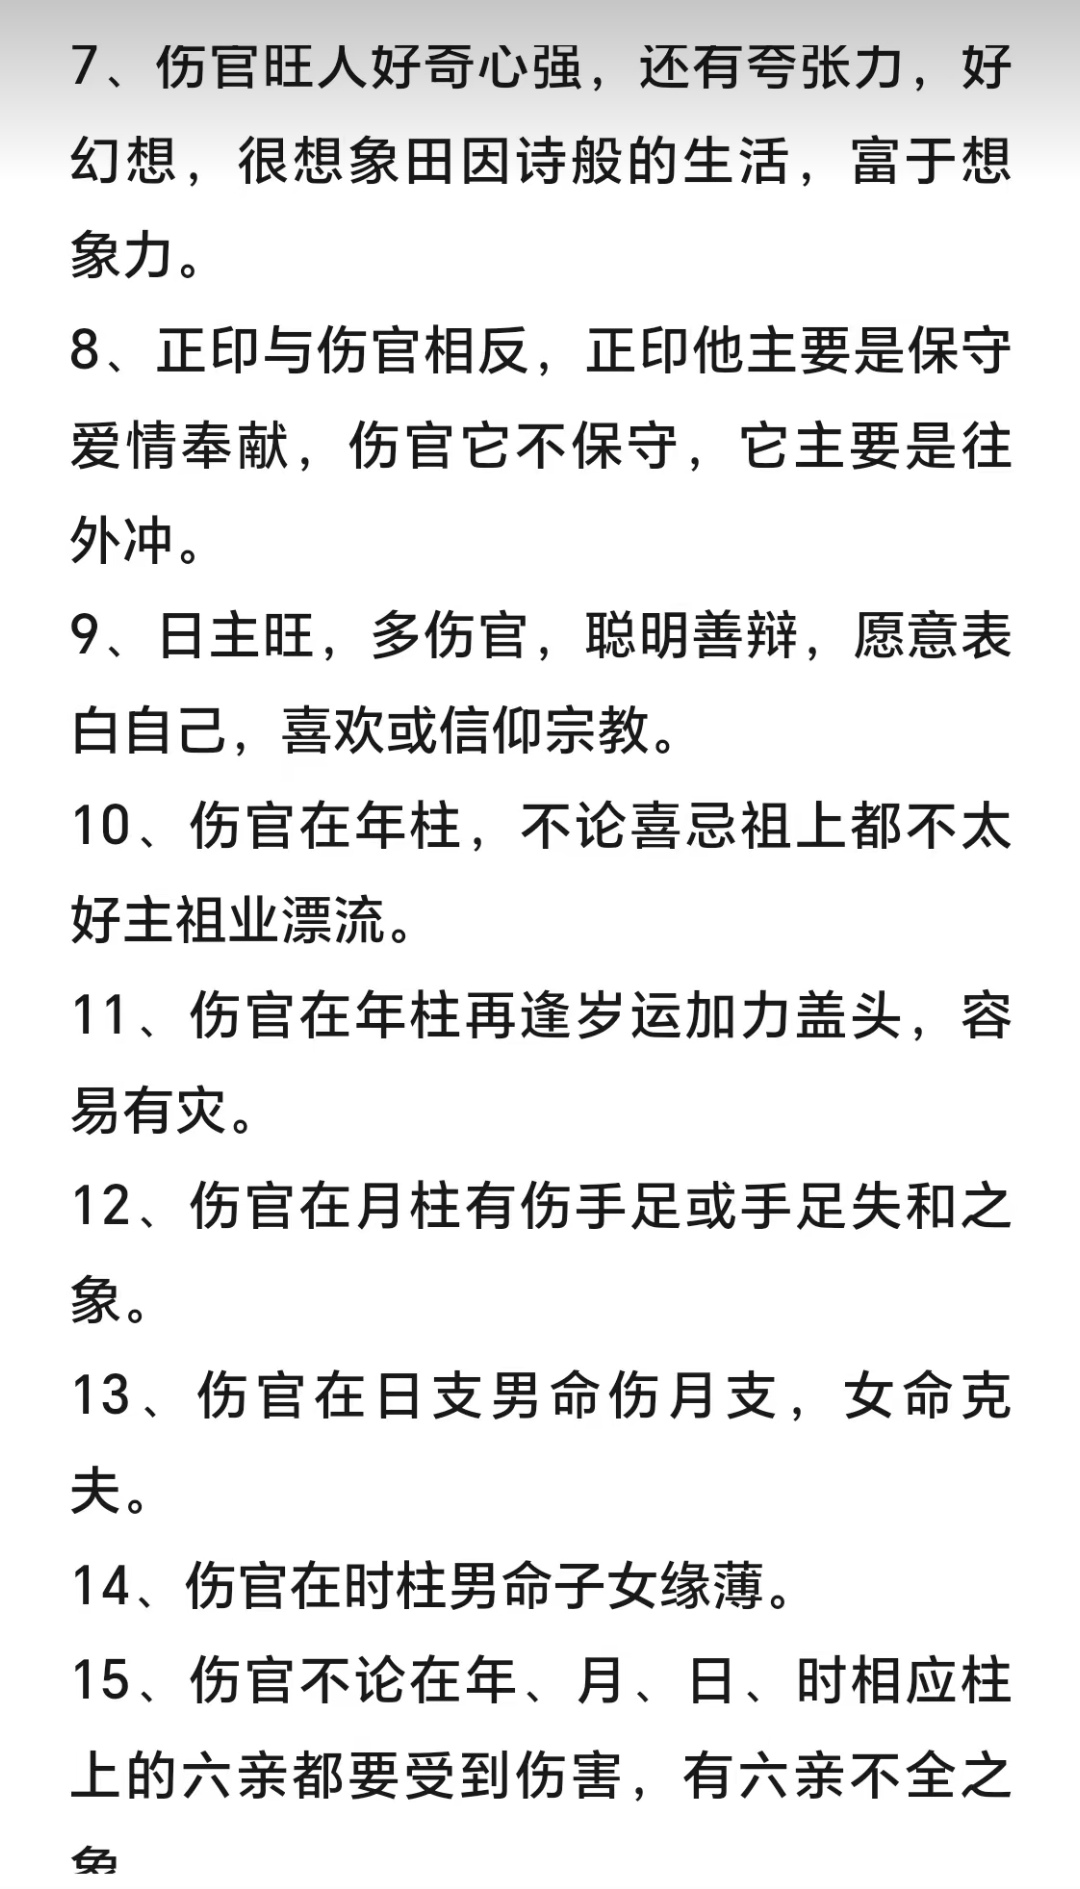 7、伤官旺人好奇心强，还有夸张力，好
幻想，很想象田因诗般的生活，富于想
象力。
8、正印与伤官相反，正印他主要是保守
爱情奉献，伤官它不保守，它主要是往
外冲。
9、日主旺，多伤官，聪明善辩，愿意表
白自己，喜欢或信仰宗教。
10、伤官在年柱，不论喜忌祖上都不太
好主祖业漂流。
11、伤官在年柱再逢岁运加力盖头，容
易有灾。
12、伤官在月柱有伤手足或手足失和之
象。
13、伤官在日支男命伤月支，女命克
夫。
14、伤官在时柱男命子女缘薄。
15、伤官不论在年、月、日、时相应柱
上的六亲都要受到伤害，有六亲不全之
象